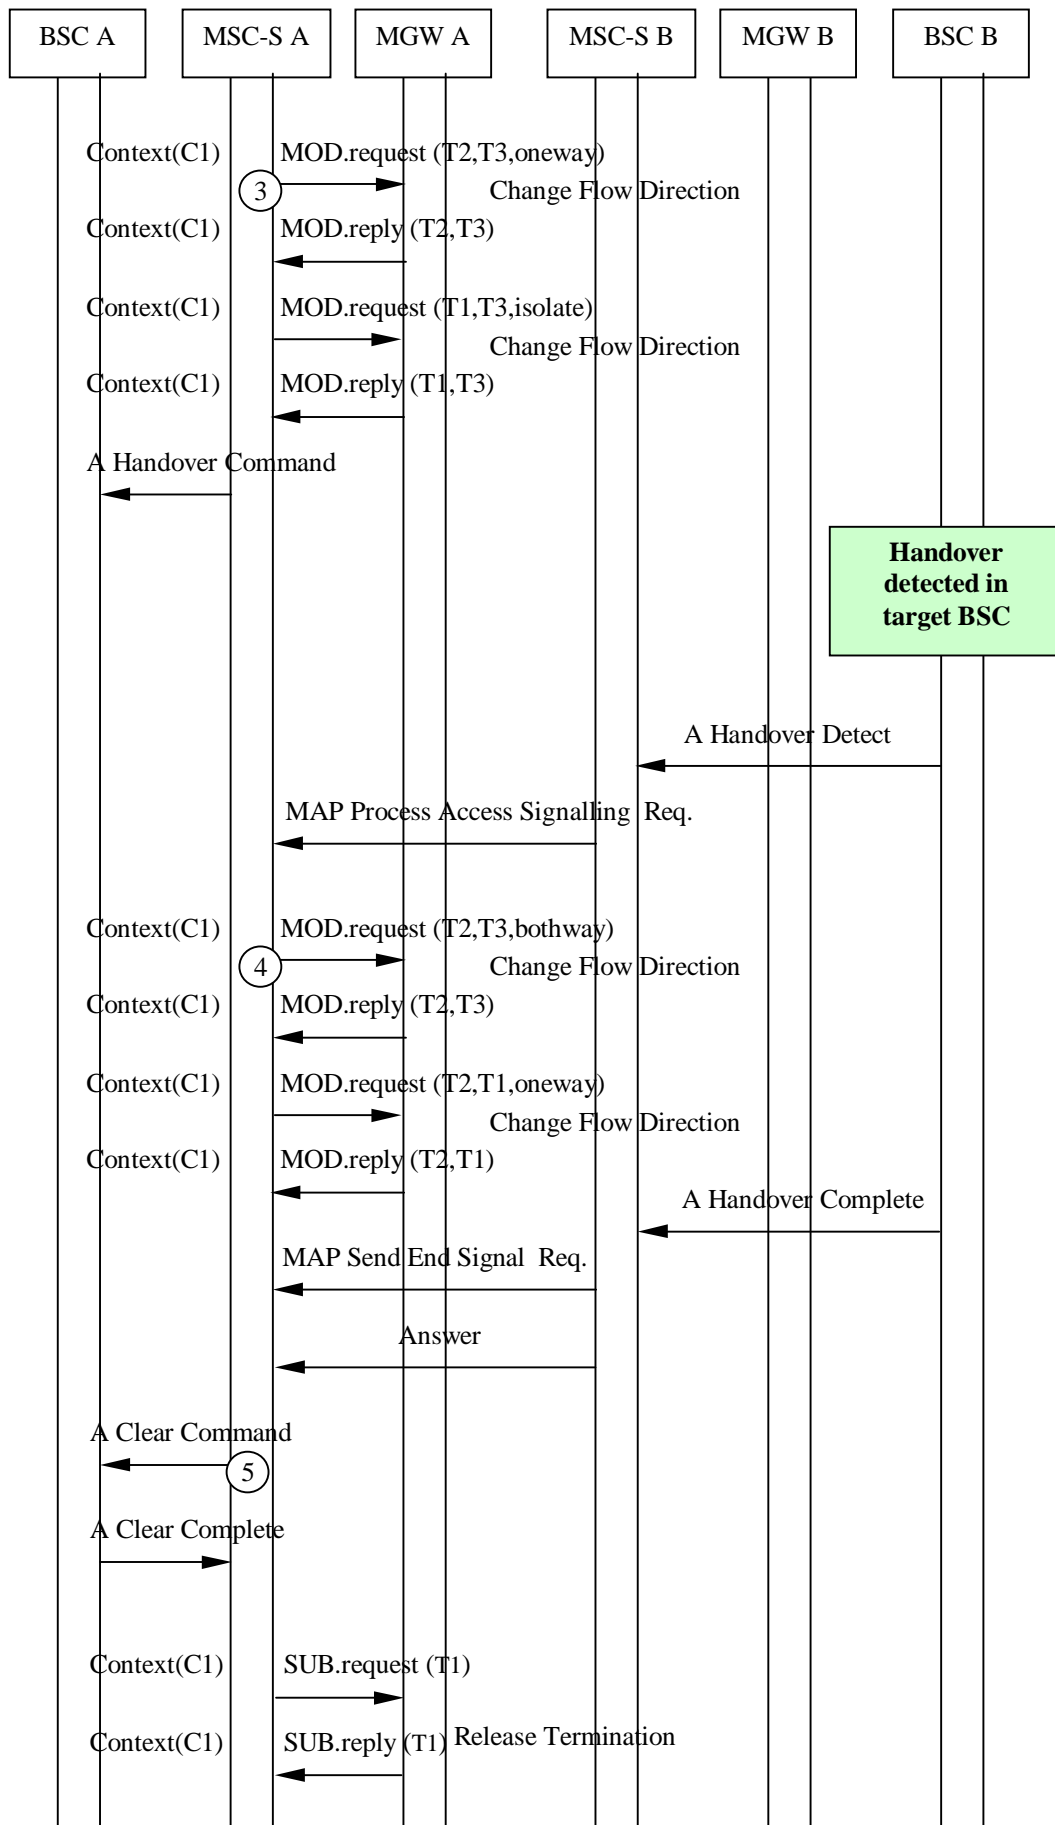 BSC A
MSC-S A
MGW A
MSC-S B
MGW B
BSC B
Context(C1)
MOD.request (T2,T3,oneway)
3
Change Flow Direction
Context(C1)
MOD.reply (T2,T3)
Context(C1)
MOD.request (T1,T3,isolate)
Change Flow Direction
Context(C1)
MOD.reply (T1,T3)
A Handover Command
Handover
detected in
target BSC
A Handover Detect
MAP Process Access Signalling  Req.
Context(C1)
MOD.request (T2,T3,bothway)
4
Change Flow Direction
Context(C1)
MOD.reply (T2,T3)
Context(C1)
MOD.request (T2,T1,oneway)
Change Flow Direction
Context(C1)
MOD.reply (T2,T1)
A Handover Complete
MAP Send End Signal  Req.
Answer
A Clear Command
5
A Clear Complete
Context(C1)
SUB.request (T1)
Context(C1)
SUB.reply (T1)
Release Termination